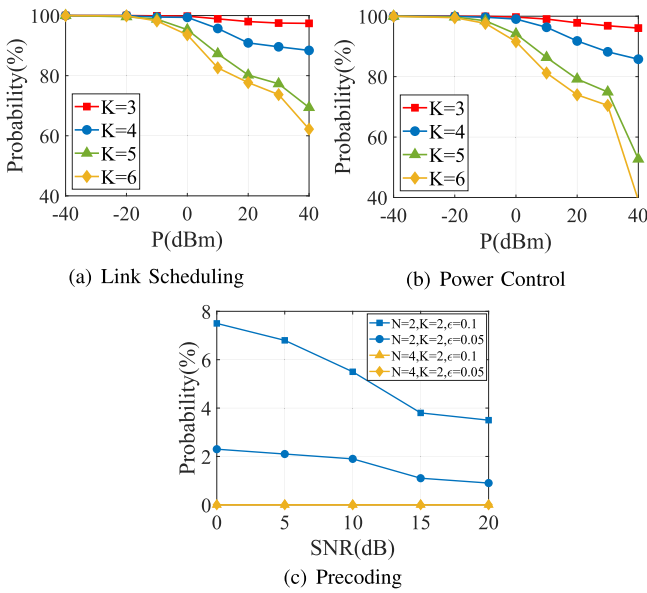 100
80
60
40
Probability(%)
K=3
K=4
K=5
K=6
-40 -20 0 20 40
P(dBm)
(a) Link Scheduling
100
80
60
40
Probability(%)
K=3
K=4
K=5
K=6
-40 -20 0 20 40
P(dBm)
(b) Power Control
8
6
4
2
0
Probability(%)
N=2,K=2,ϵ=0.1
N=2,K=2,ϵ=0.05
N=4,K=2,ϵ=0.1
N=4,K=2,ϵ=0.05
0 5 10 15 20
SNR(dB)
(c) Precoding